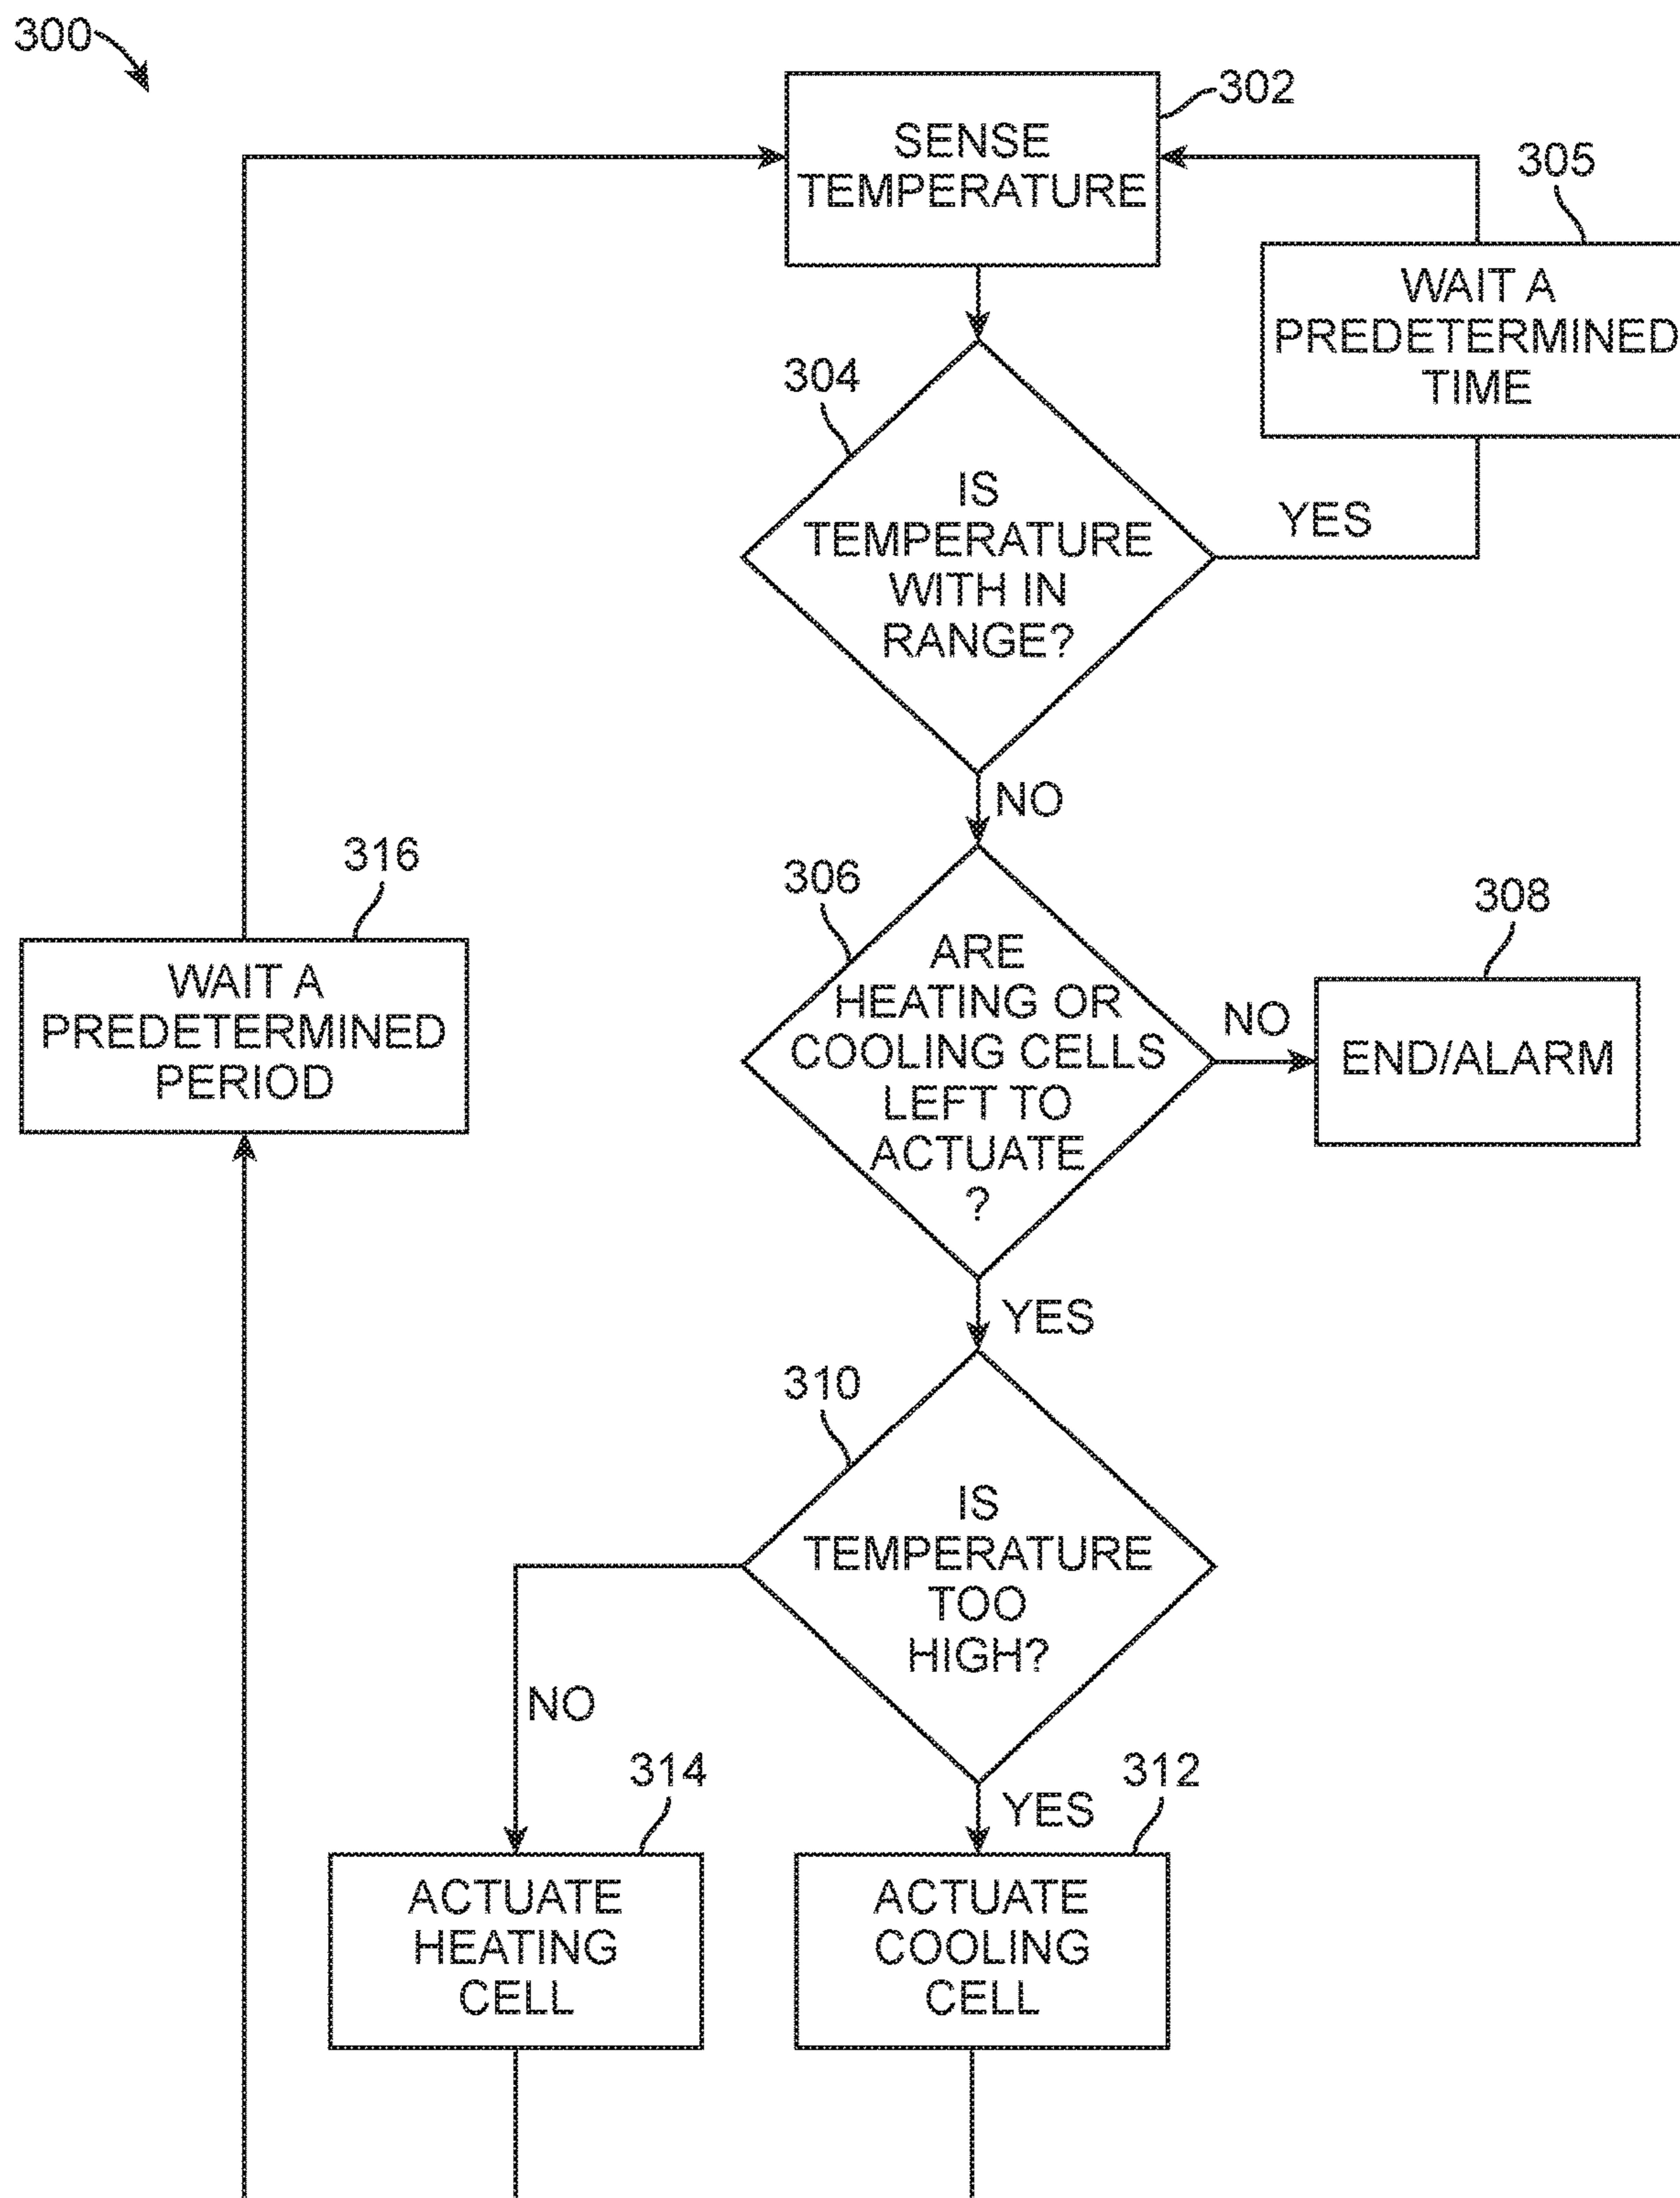 300
302
SENSE
TEMPERATURE
305
WAIT A
PREDETERMINED
TIME
304
IS
TEMPERATURE
WITH IN
RANGE?
YES
NO
316
WAIT A
PREDETERMINED
PERIOD
306
ARE
HEATING OR
COOLING CELLS
LEFT TO
ACTUATE
?
NO
308
END/ALARM
YES
310
IS
TEMPERATURE
TOO
HIGH?
NO
YES
314
ACTUATE
HEATING
CELL
312
ACTUATE
COOLING
CELL